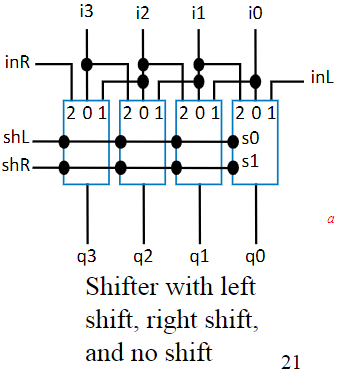 i3 i2 i1 i0
inR
inL
2 0 1 2 0 1 2 0 1 2 0 1
shL s0
shR s1
a
q3 q2 q1 q0
Shifter with left
shift, right shift,
and no shift
21